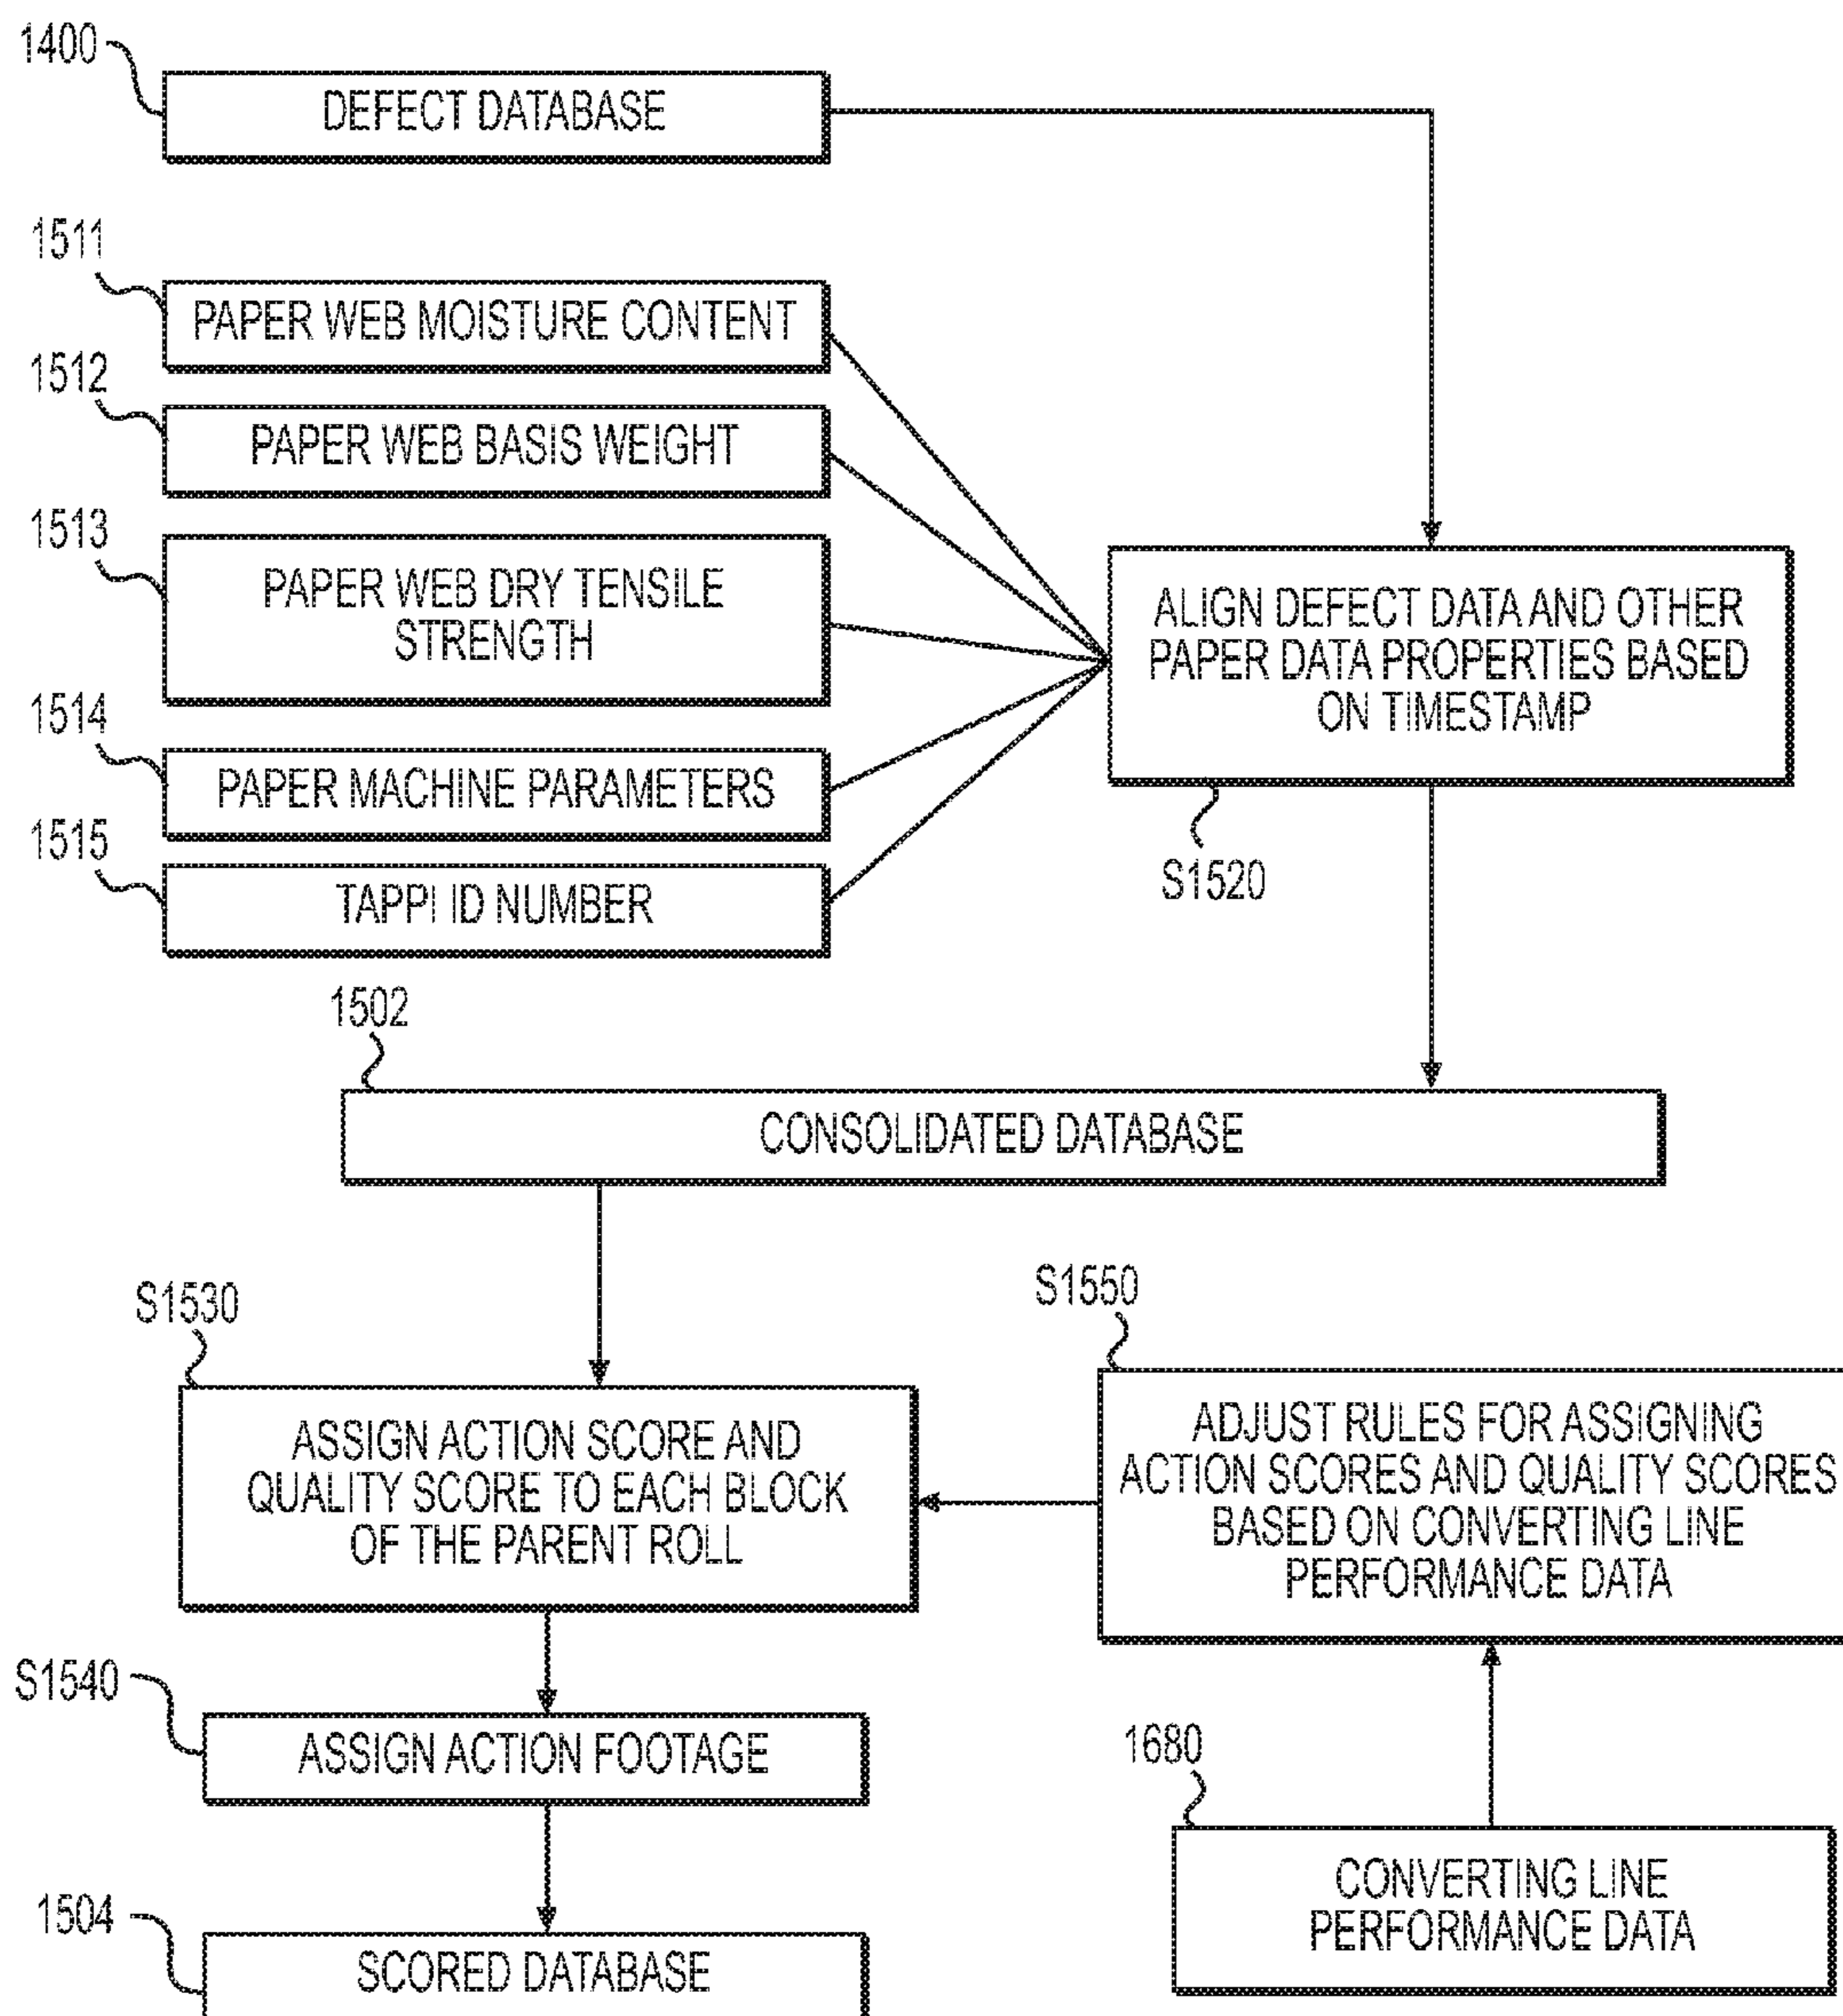 1400
DEFECT DATABASE
1511
PAPER WEB MOISTURE CONTENT
1512
PAPER WEB BASIS WEIGHT
1513
PAPER WEB DRY TENSILE
STRENGTH
1514
PAPER MACHINE PARAMETERS
1515
TAPPI ID NUMBER
ALIGN DEFECT DATA AND OTHER
PAPER DATA PROPERTIES BASED
ON TIMESTAMP
S1520
1502
CONSOLIDATED DATABASE
S1530
ASSIGN ACTION SCORE AND
QUALITY SCORE TO EACH BLOCK
OF THE PARENT ROLL
S1550
ADJUST RULES FOR ASSIGNING
ACTION SCORES AND QUALITY SCORES
BASED ON CONVERTING LINE
PERFORMANCE DATA
S1540
ASSIGN ACTION FOOTAGE
1680
CONVERTING LINE
PERFORMANCE DATA
1504
SCORED DATABASE